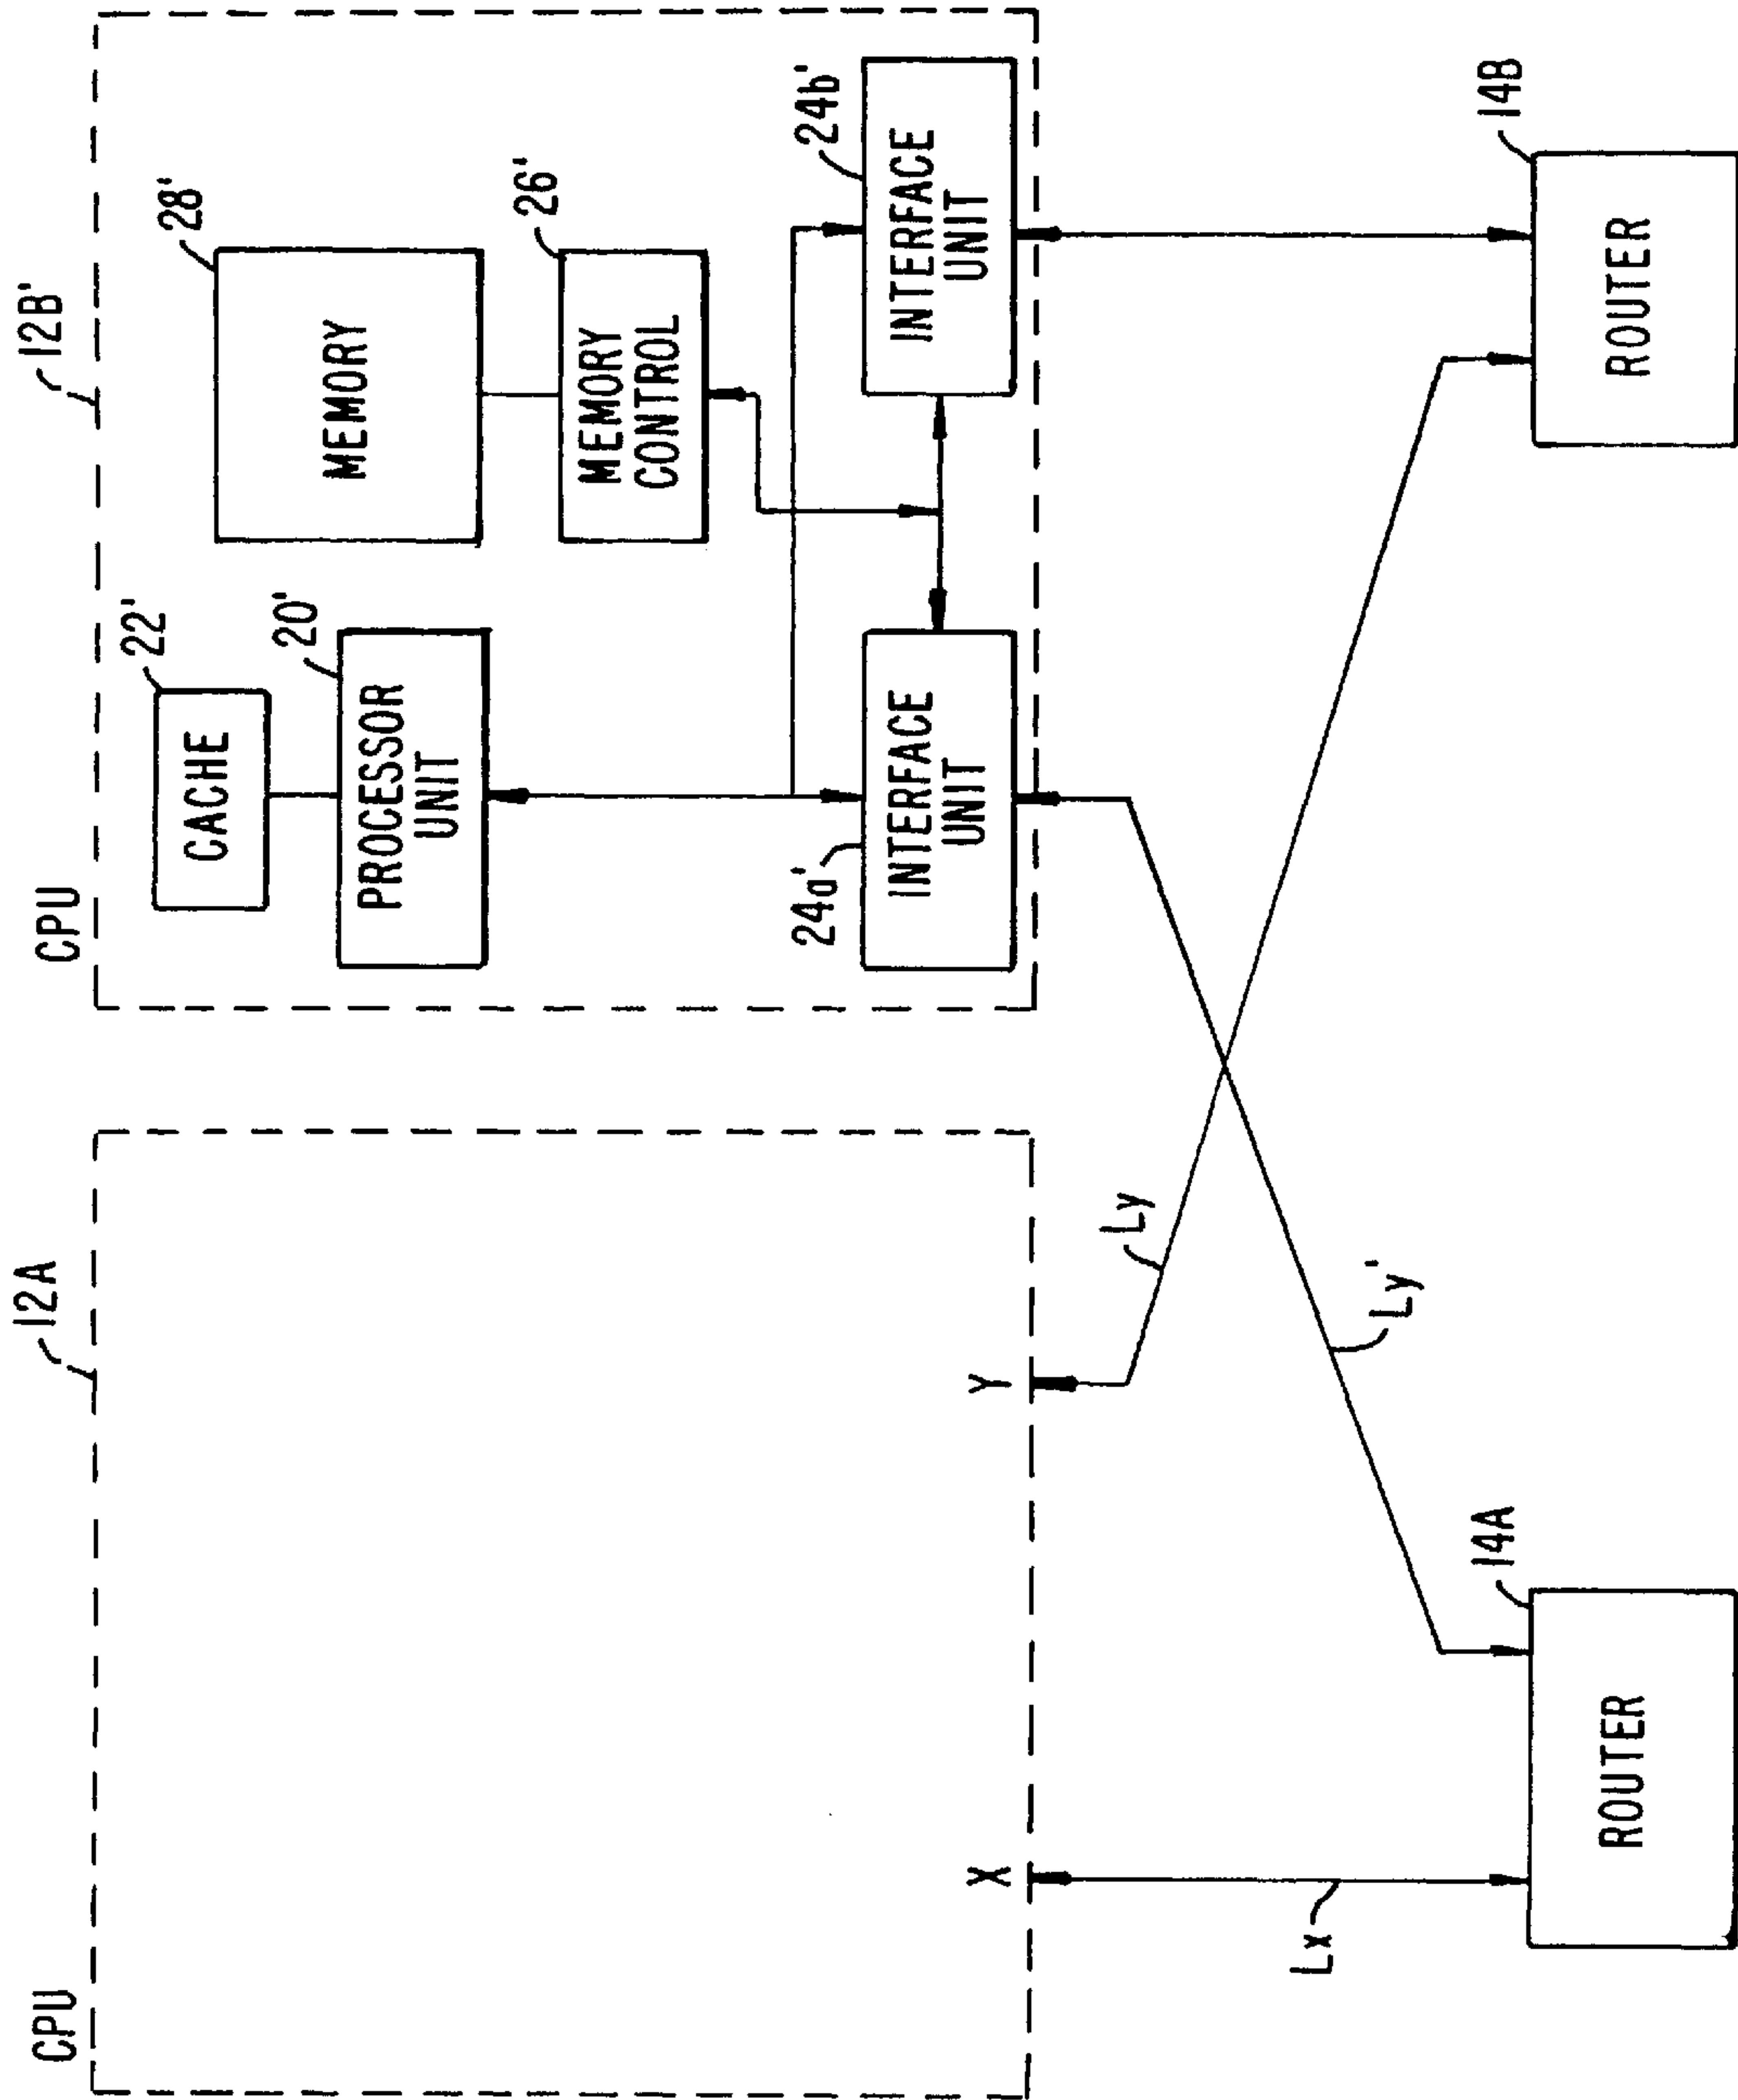 CPU
12A
X
Y
Lx
Ly
Ly'
ROUTER
14A
CPU
12B'
CACHE
22'
PROCESSOR
UNIT
20'
MEMORY
28'
MEMORY
CONTROL
26'
INTERFACE
UNIT
24a'
INTERFACE
UNIT
24b'
ROUTER
14B